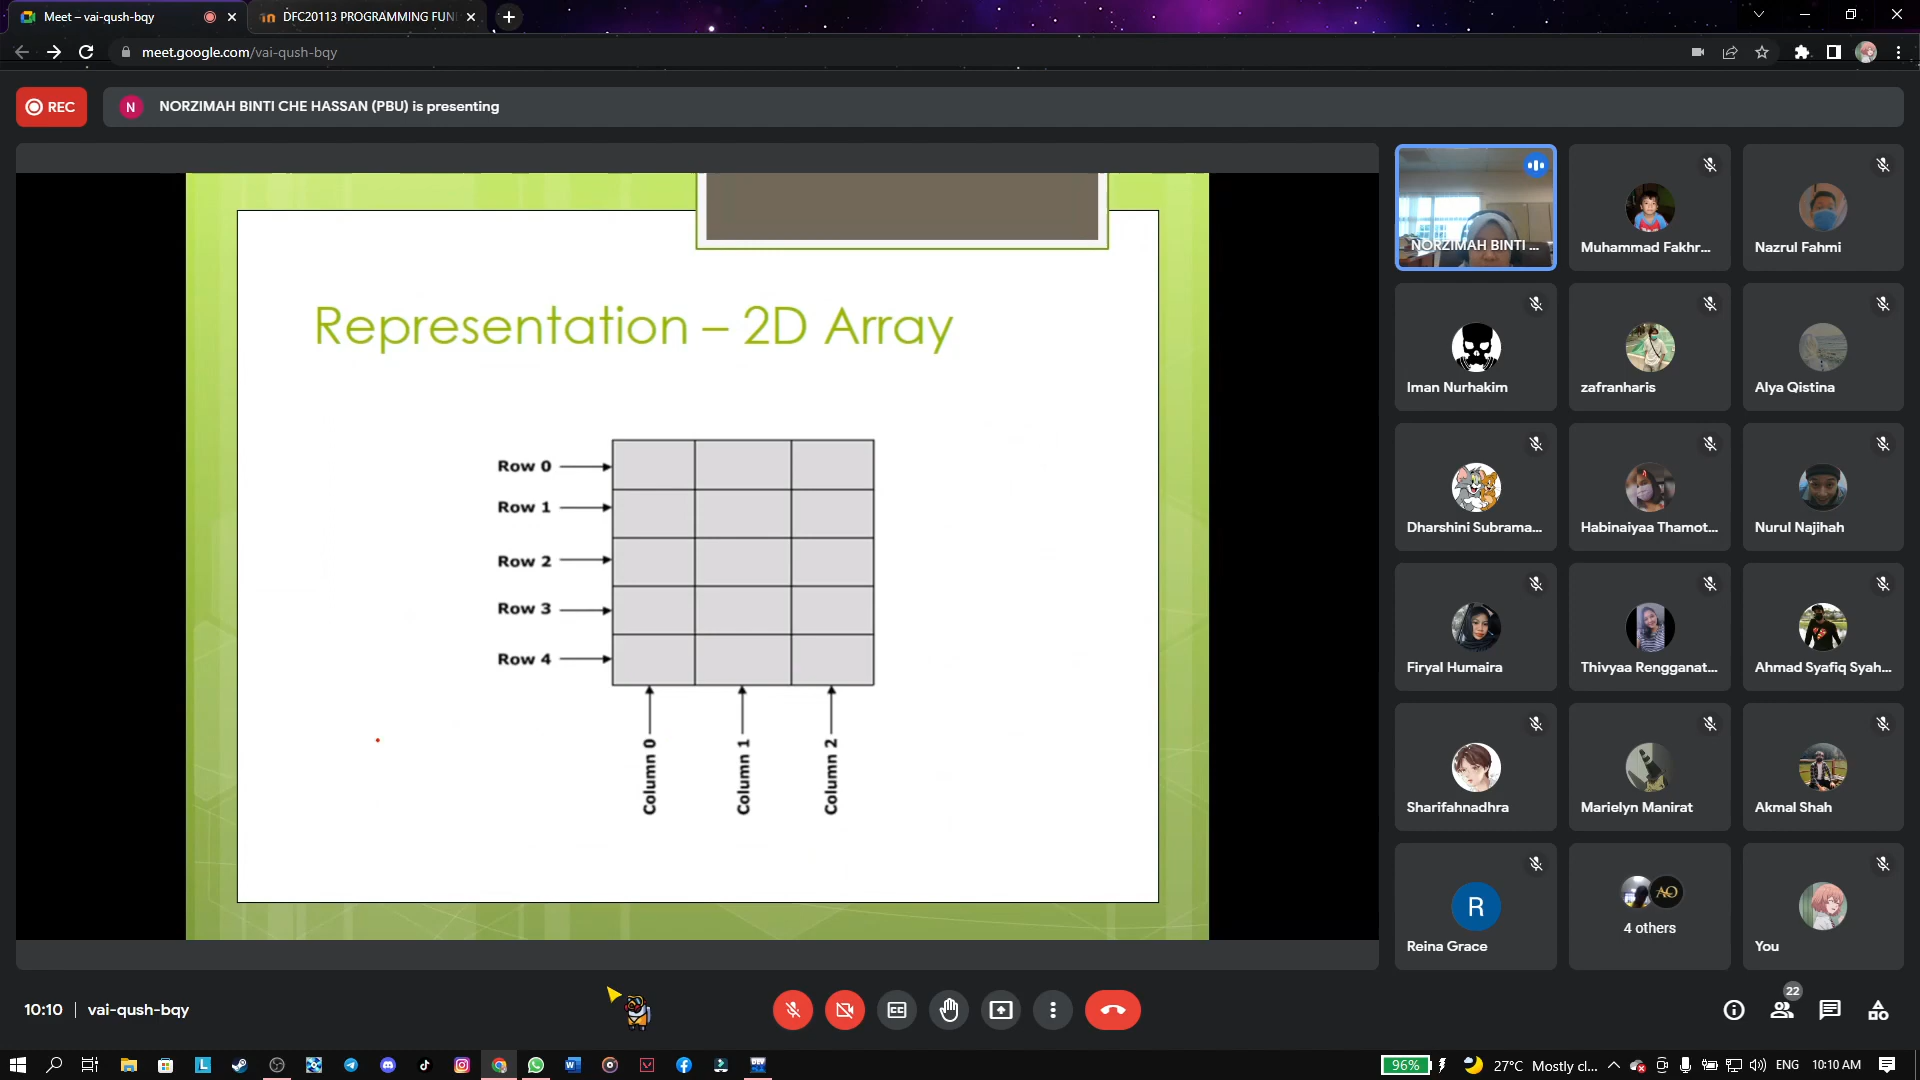 Meet – vai-qush-bqy
DFC20113 PROGRAMMING FUN
meet.google.com/vai-qush-bqy
REC
N
NORZIMAH BINTI CHE HASSAN (PBU) is presenting
Representation – 2D Array
Row 0
Row 1
Row 2
Row 3
Row 4
Column 0
Column 1
Column 2
NORZIMAH BINTI ...
Muhammad Fakhr...
Nazrul Fahmi
Iman Nurhakim
zafranharis
Alya Qistina
Dharshini Subrama...
Habinaiyaa Thamot...
Nurul Najihah
Firyal Humaira
Thivyaa Rengganat...
Ahmad Syafiq Syah...
Sharifahnadhra
Marielyn Manirat
Akmal Shah
R
Reina Grace
AO
4 others
You
10:10 | vai-qush-bqy
22
96%
27°C Mostly cl...
ENG
10:10 AM